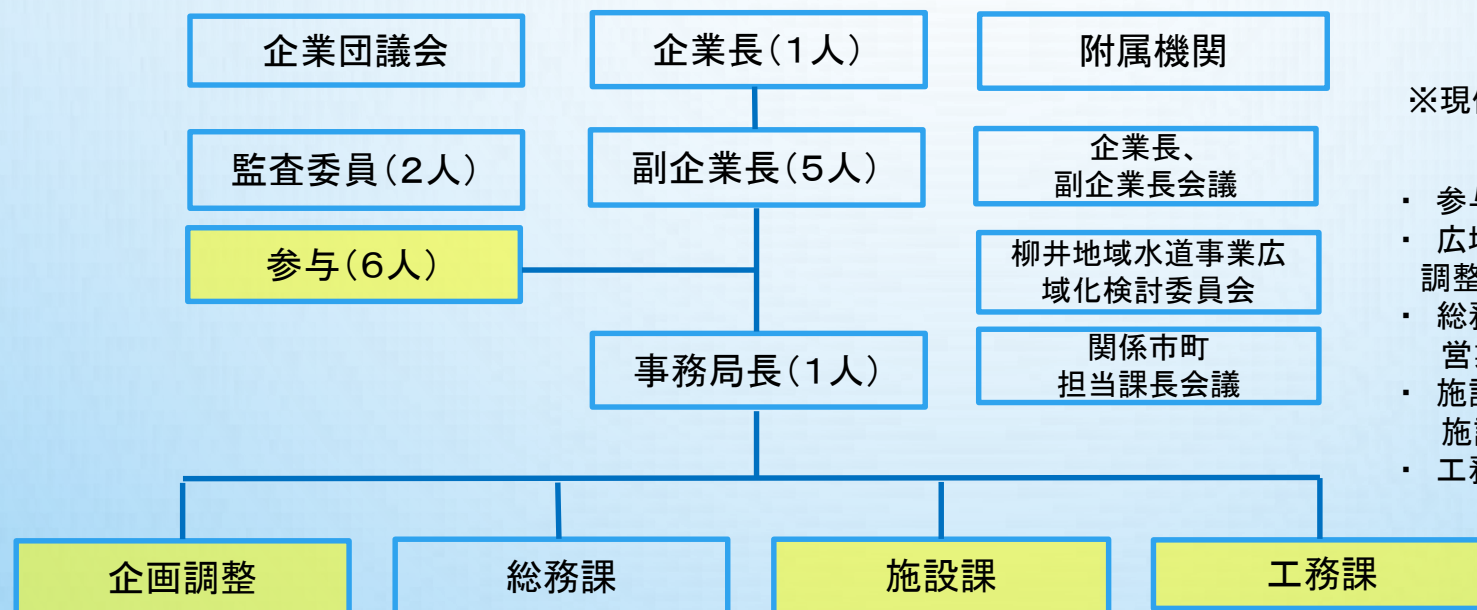 企業団議会
企業長(1人)
附属機関
監査委員(2人)
副企業長(5人)
企業長、
副企業長会議
参与(6人)
柳井地域水道事業広
域化検討委員会
事務局長(1人)
関係市町
担当課長会議
企画調整
総務課
施設課
工務課
※現
・ 参
・ 広
調整
・ 総
営
・ 施
施
・ 工